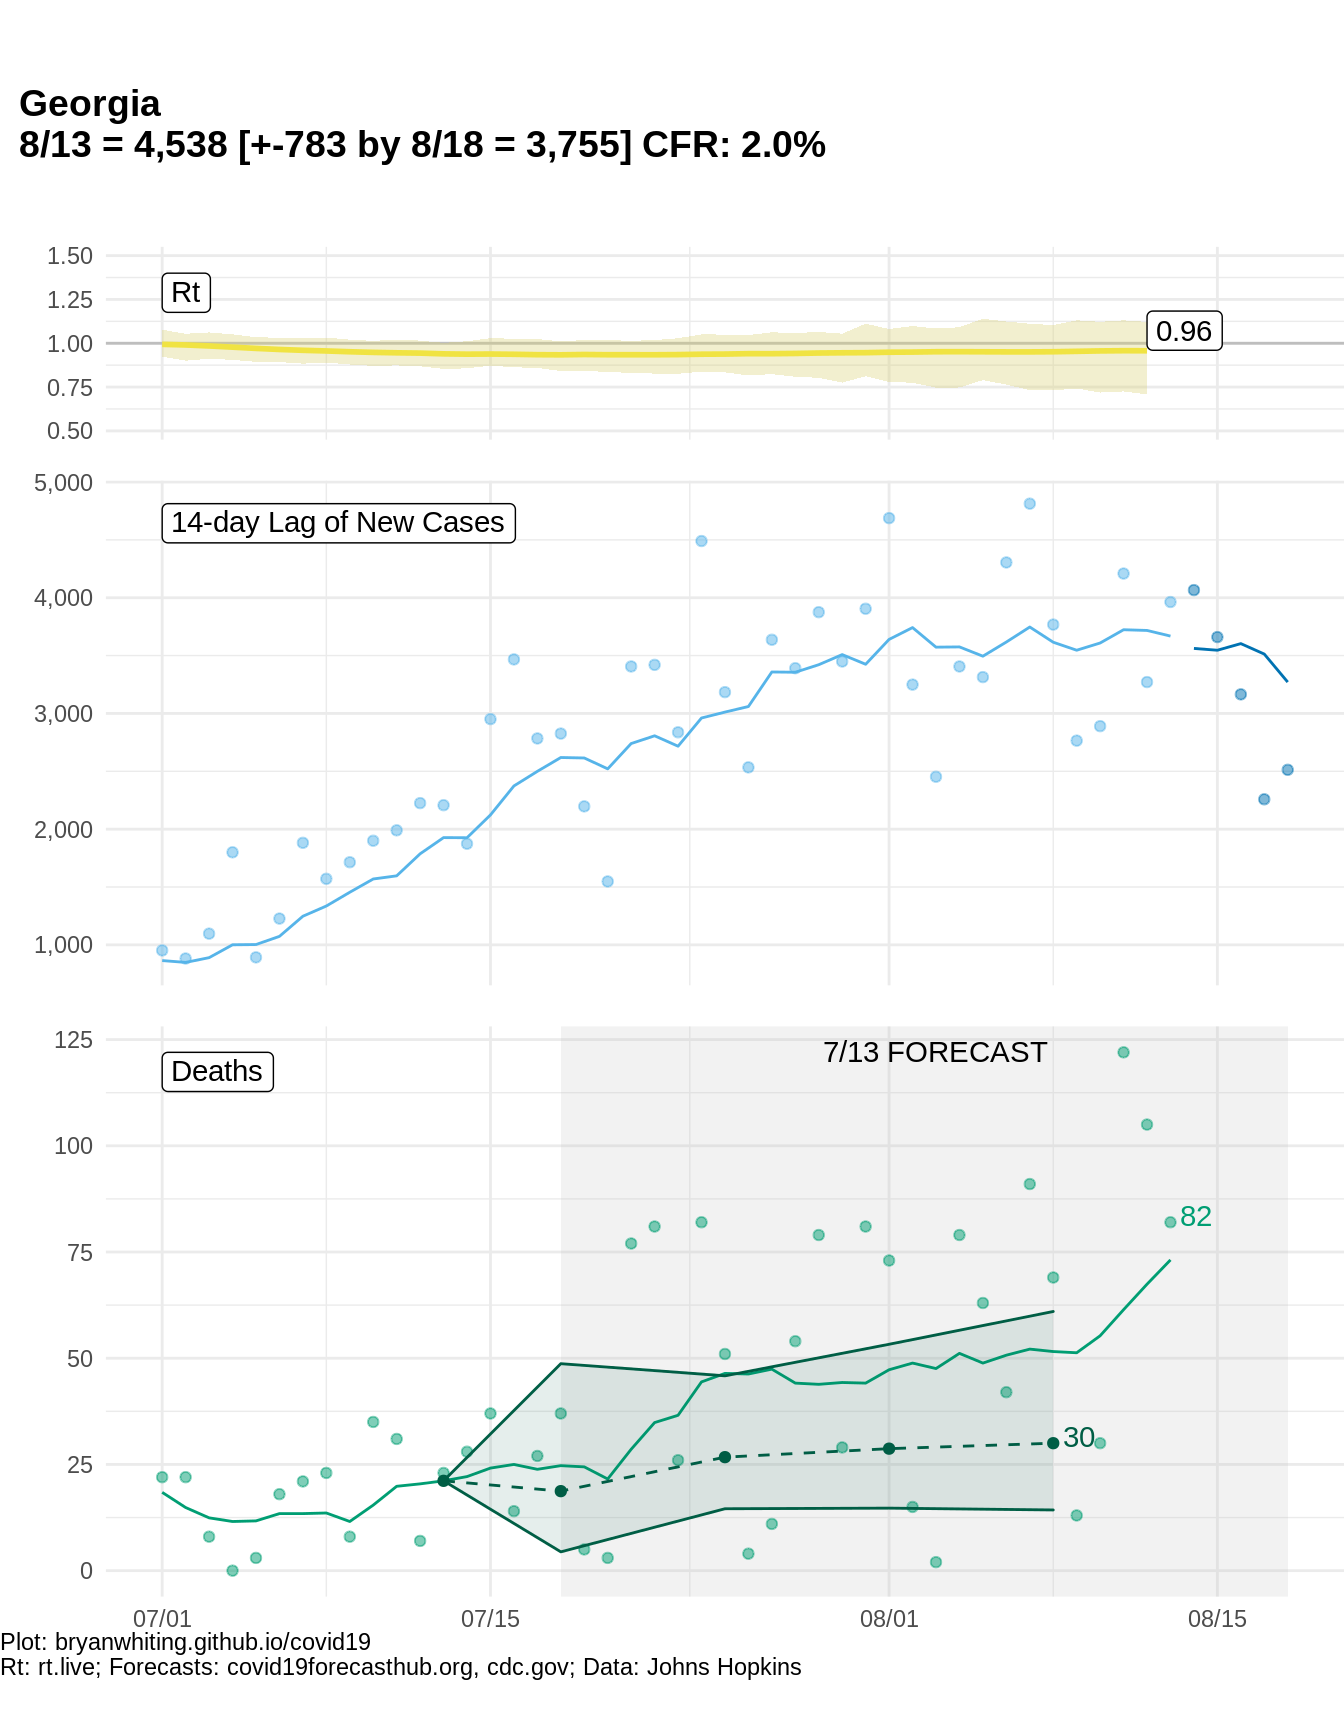 Georgia
8/13 = 4,538 [+-783 by 8/18 = 3,755] CFR: 2.0%
1.50
1.25
1.00
0.75
0.50
Rt
0.96
5,000
4,000
3,000
2,000
1,000
14-day Lag of New Cases
125
100
75
50
25
0
Deaths
7/13 FORECAST
82
30
07/01 07/15 08/01 08/15
Plot: bryanwhiting.github.io/covid19
Rt: rt.live; Forecasts: covid19forecasthub.org, cdc.gov; Data: Johns Hopkins